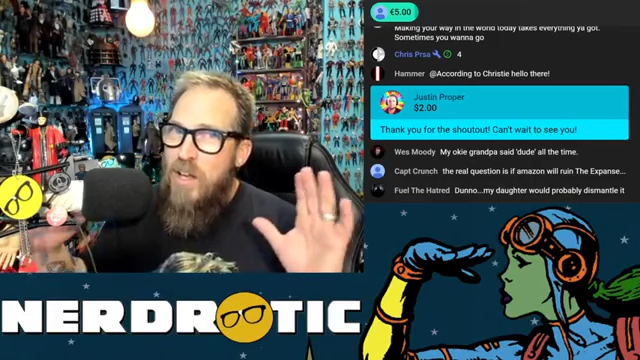 €5.00
Making your way in the world today takes everything ya got.
Sometimes you wanna go
Chris Prsa 4
Hammer @According to Christie hello there!
Justin Proper
$2.00
Thank you for the shoutout! Can't wait to see you!
Wes Moody My okie grandpa said 'dude' all the time.
Capt Crunch the real question is if amazon will ruin The Expanse...
Fuel The Hatred Dunno...my daughter would probably dismantle it
NERDROTIC